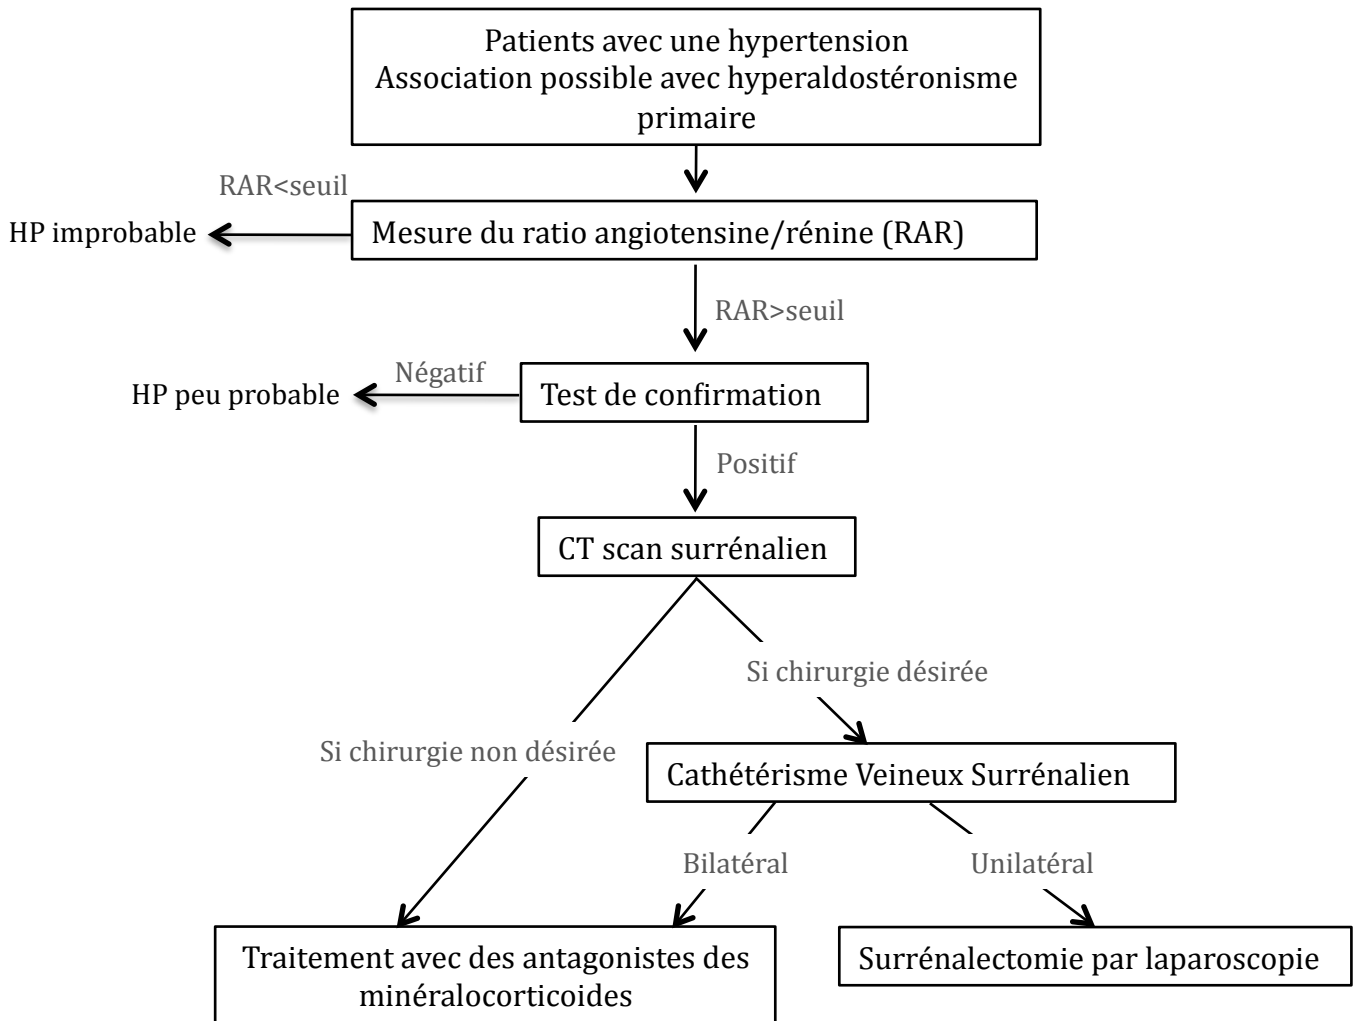 Patients avec une hypertension
Association possible avec hyperaldostéronisme
primaire
RAR<seuil
HP improbable
Mesure du ratio angiotensine/rénine (RAR)
RAR>seuil
Négatif
HP peu probable
Test de confirmation
Positif
CT scan surrénalien
Si chirurgie désirée
Si chirurgie non désirée
Cathétérisme Veineux Surrénalien
Bilatéral
Unilatéral
Traitement avec des antagonistes des
minéralocorticoides
Surrénalectomie par laparoscopie